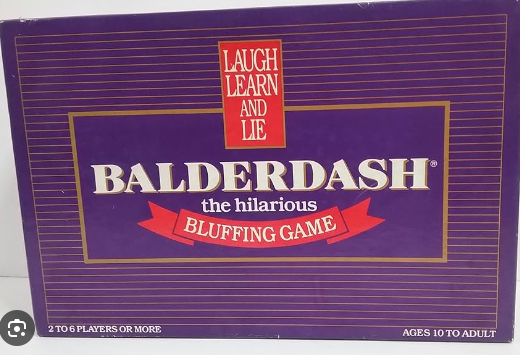 LAUGH
LEARN
AND
LIE
BALDERDASH®
the hilarious
BLUFFING GAME
2 TO 6 PLAYERS OR MORE
AGES 10 TO ADULT